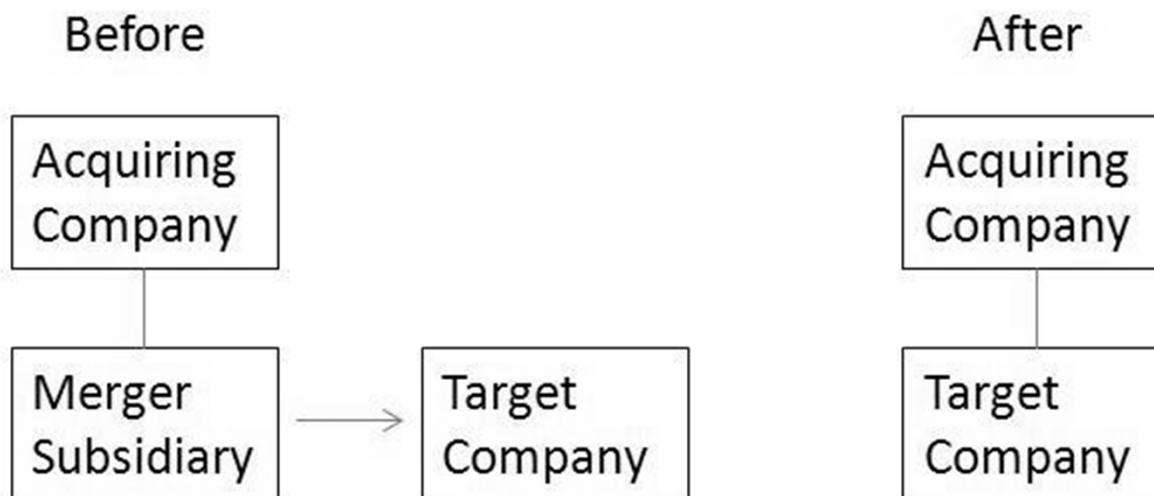 Before
After
Acquiring
Company
Acquiring
Company
Merger
Subsidiary
Target
Company
Target
Company